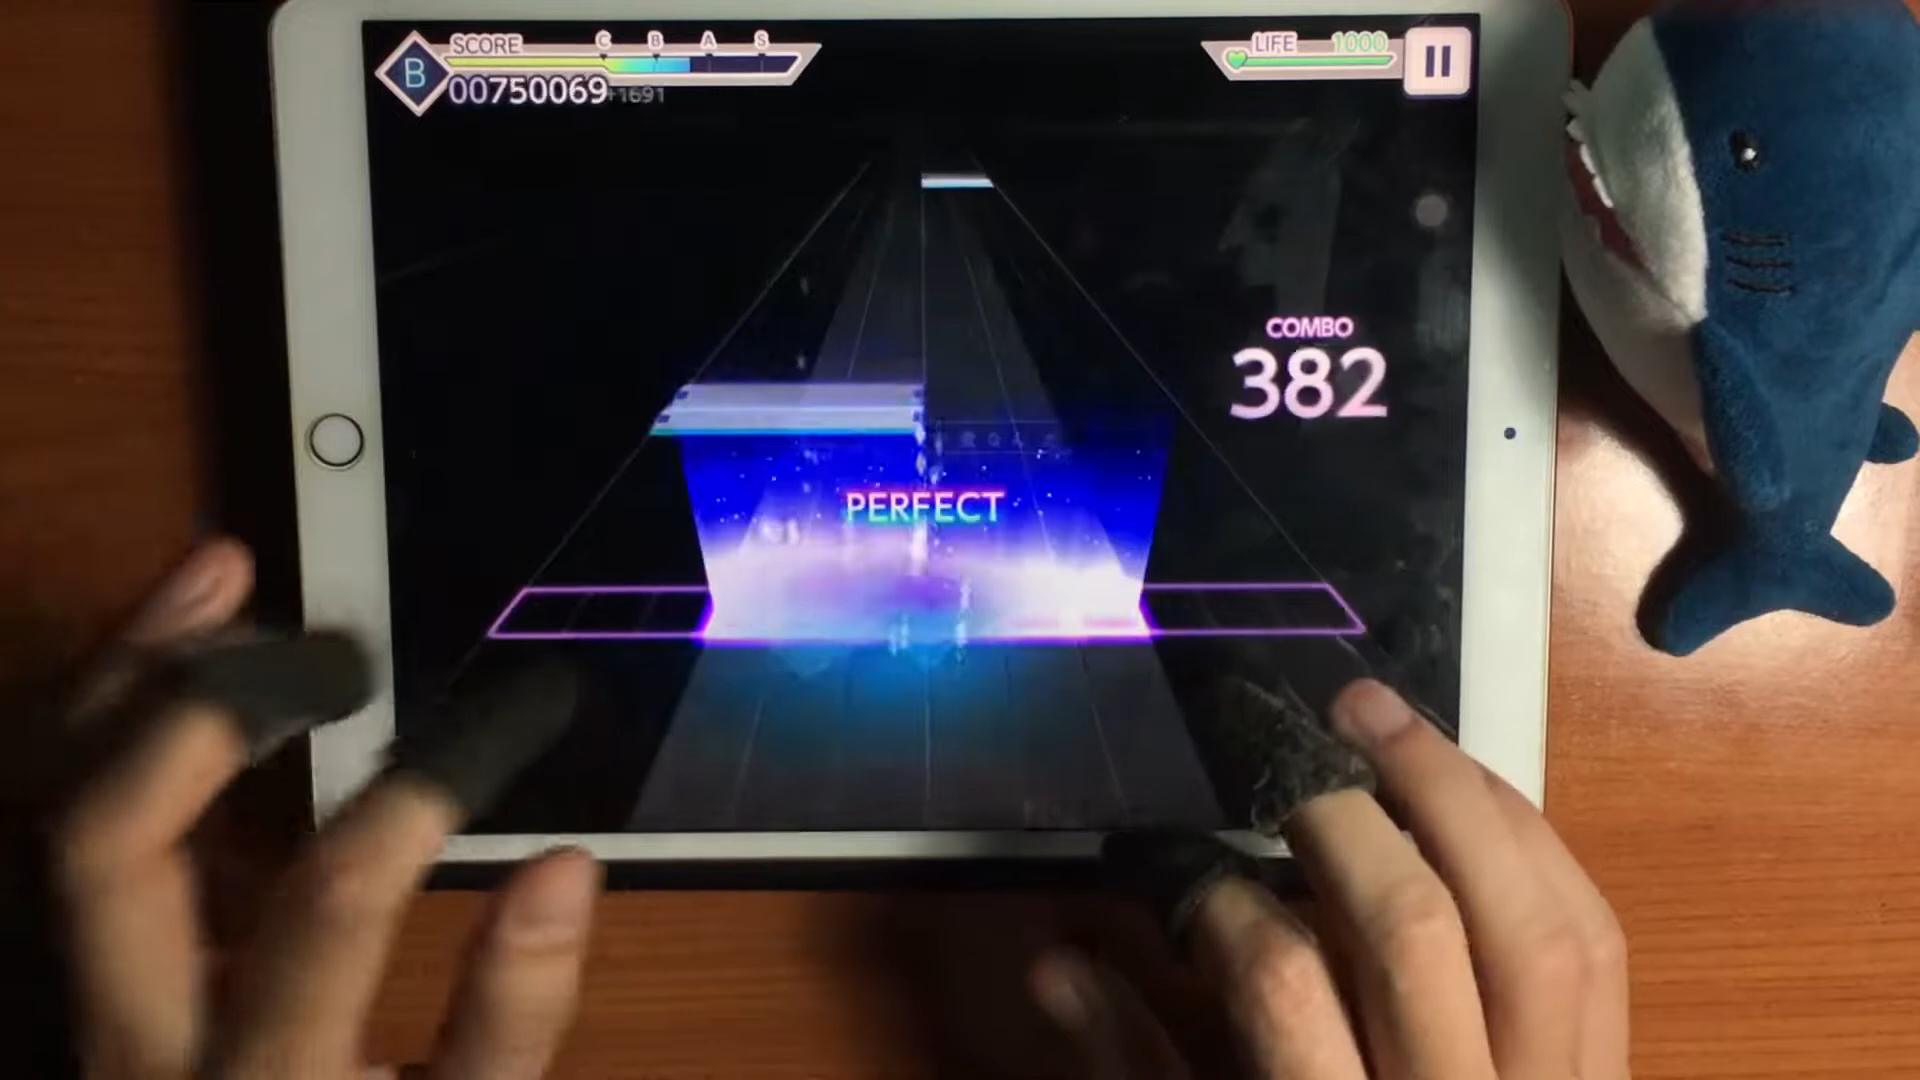 SCORE C B A S
B
00750069 +1691
LIFE 1000
COMBO
382
PERFECT